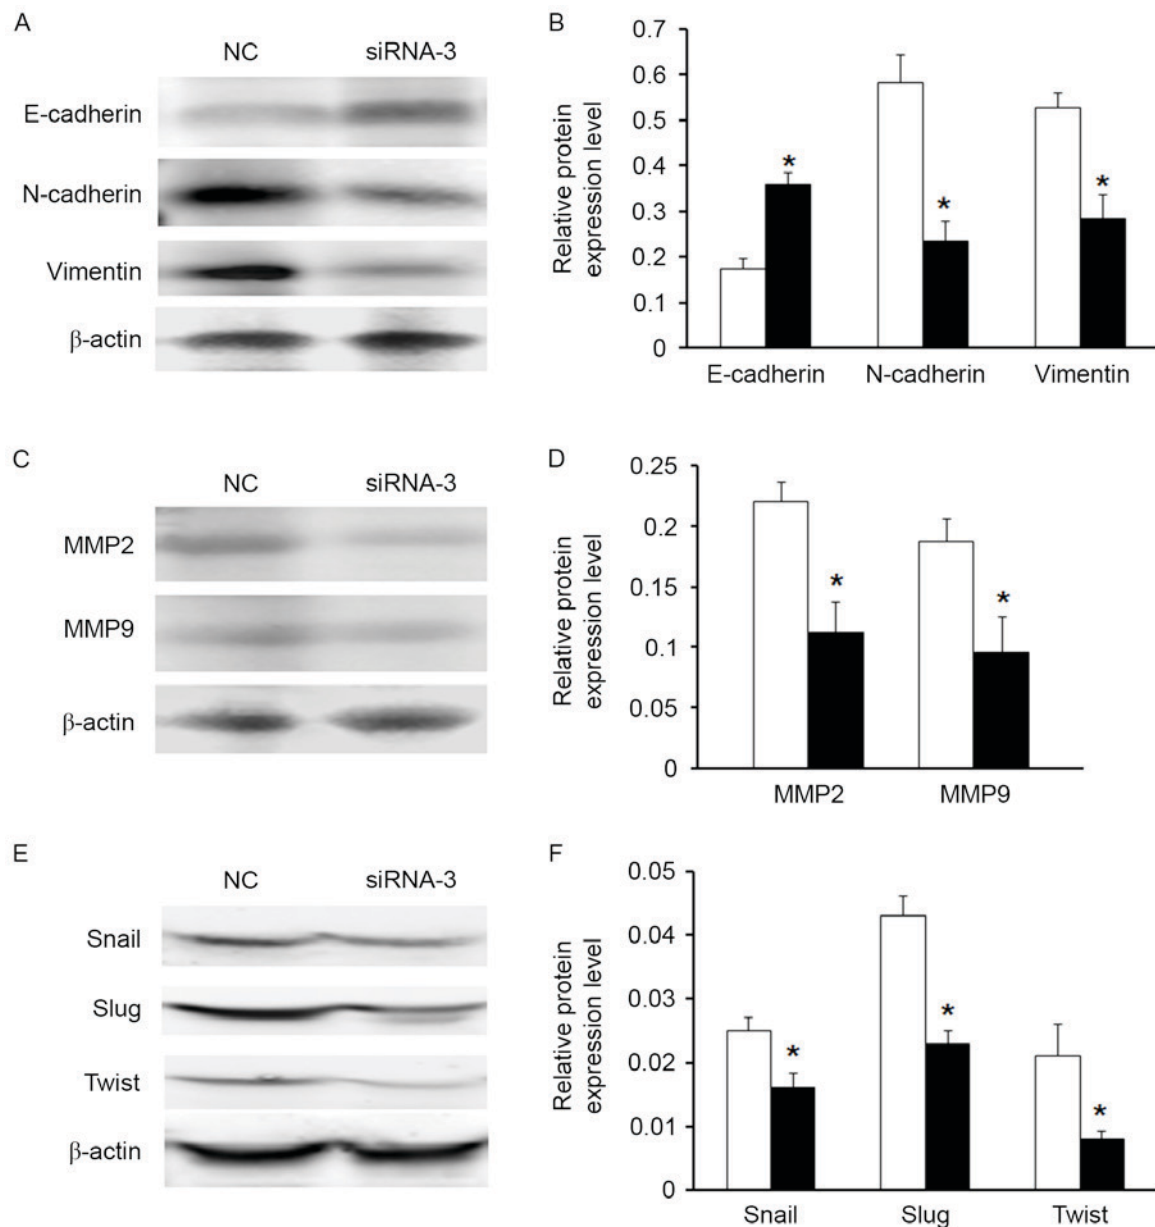 A
NC siRNA-3
E-cadherin
N-cadherin
Vimentin
β-actin
B
Relative protein
expression level
0.7
0.6
0.5
0.4
0.3
0.2
0.1
0
*
*
*
E-cadherin N-cadherin Vimentin
C
NC siRNA-3
MMP2
MMP9
β-actin
D
Relative protein
expression level
0.25
0.2
0.15
0.1
0.05
0
*
*
MMP2 MMP9
E
NC siRNA-3
Snail
Slug
Twist
β-actin
F
Relative protein
expression level
0.05
0.04
0.03
0.02
0.01
0
*
*
*
Snail Slug Twist